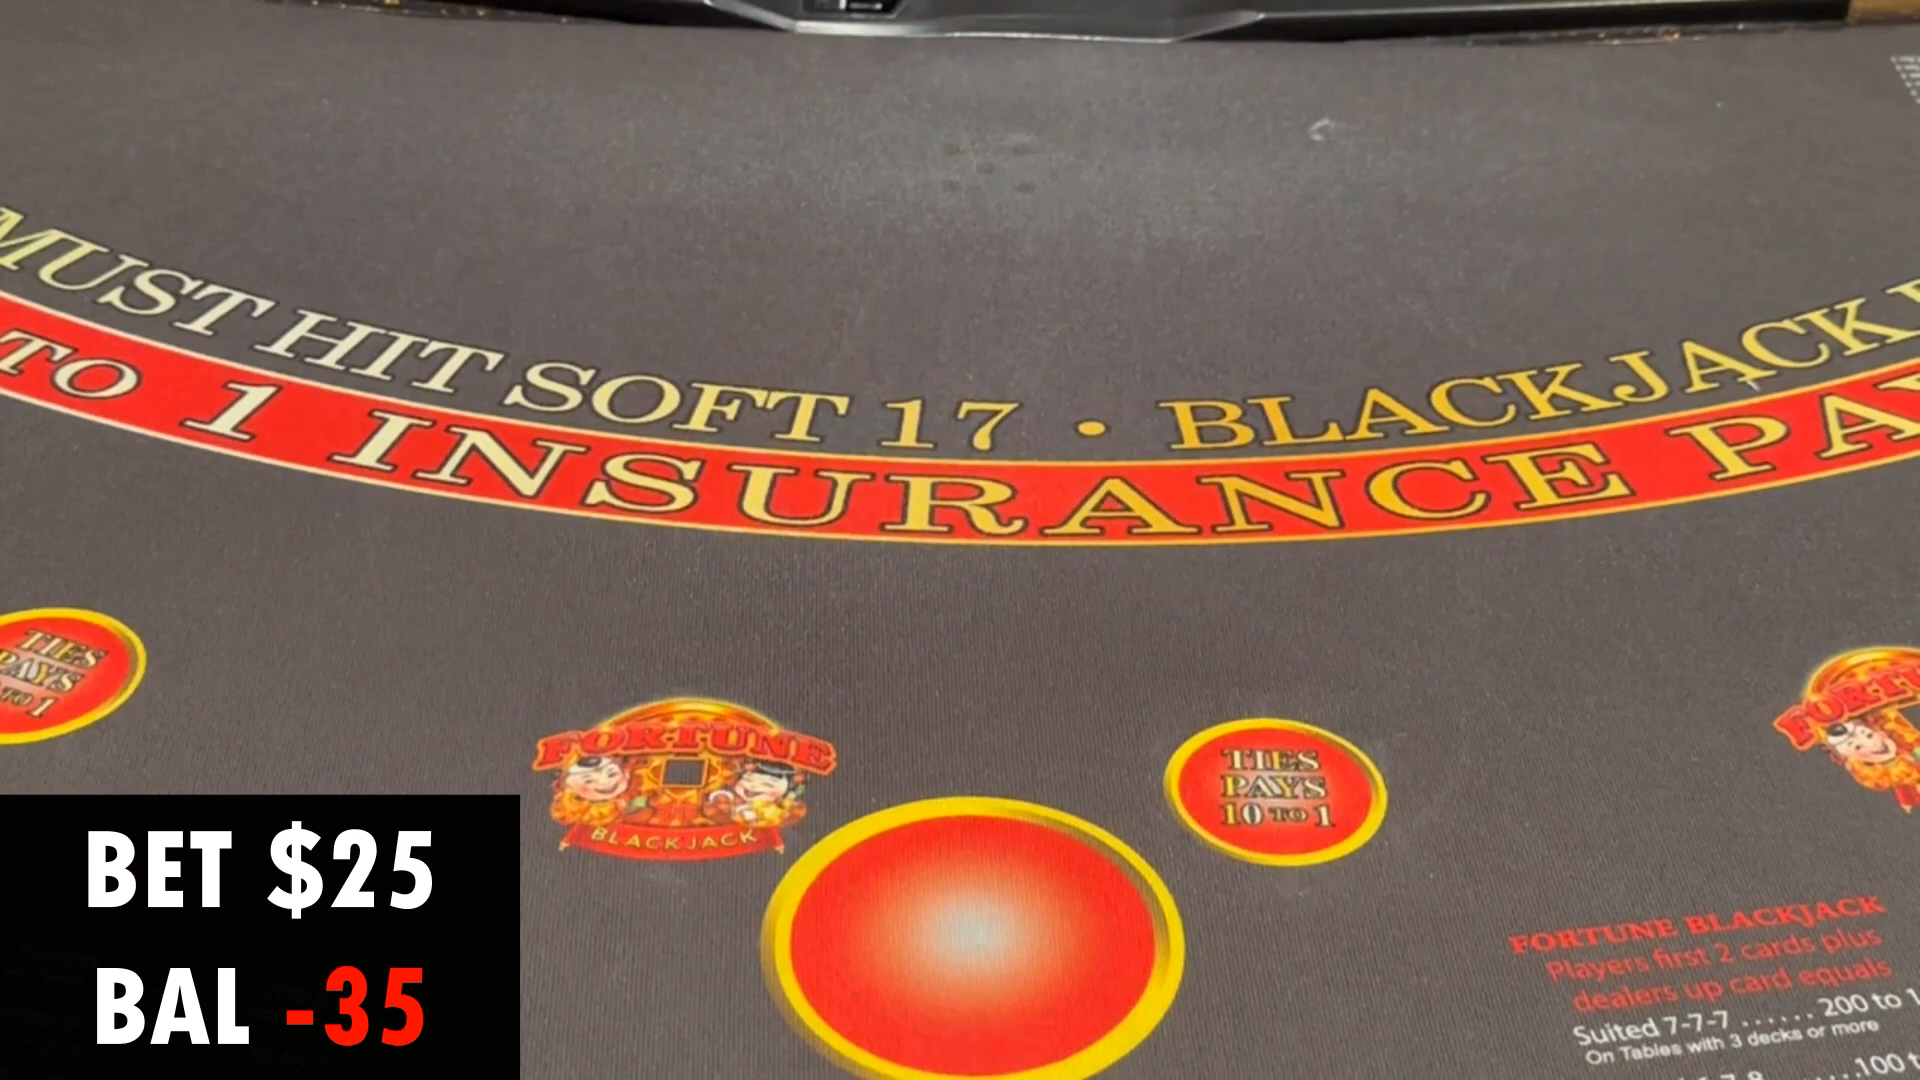 MUST HIT SOFT 17 • BLACKJACK
TO 1 INSURANCE PAY
TIES
PAYS
TO 1
FORTUNE
BLACKJACK
TIES
PAYS
10 TO 1
FORTUNE BLACKJACK
Players first 2 cards plus
dealers up card equals
Suited 7-7-7 ...... 200 to 1
On Tables with 3 decks or more
BET $25
BAL -35